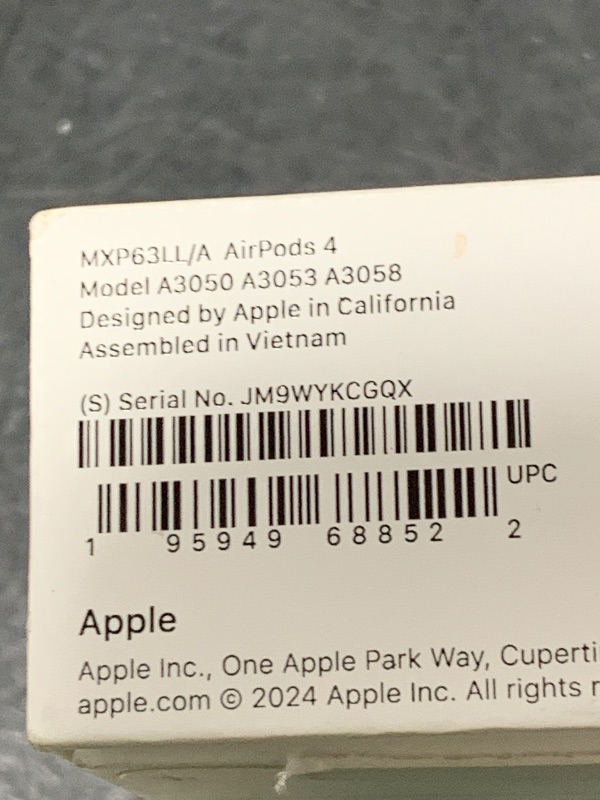 MXP63LL/A AirPods 4
Model A3050 A3053 A3058
Designed by Apple in California
Assembled in Vietnam
(S) Serial No. JM9WYKCGQX
UPC
1 95949 68852 2
Apple
Apple Inc., One Apple Park Way, Cuperti
apple.com © 2024 Apple Inc. All rights r